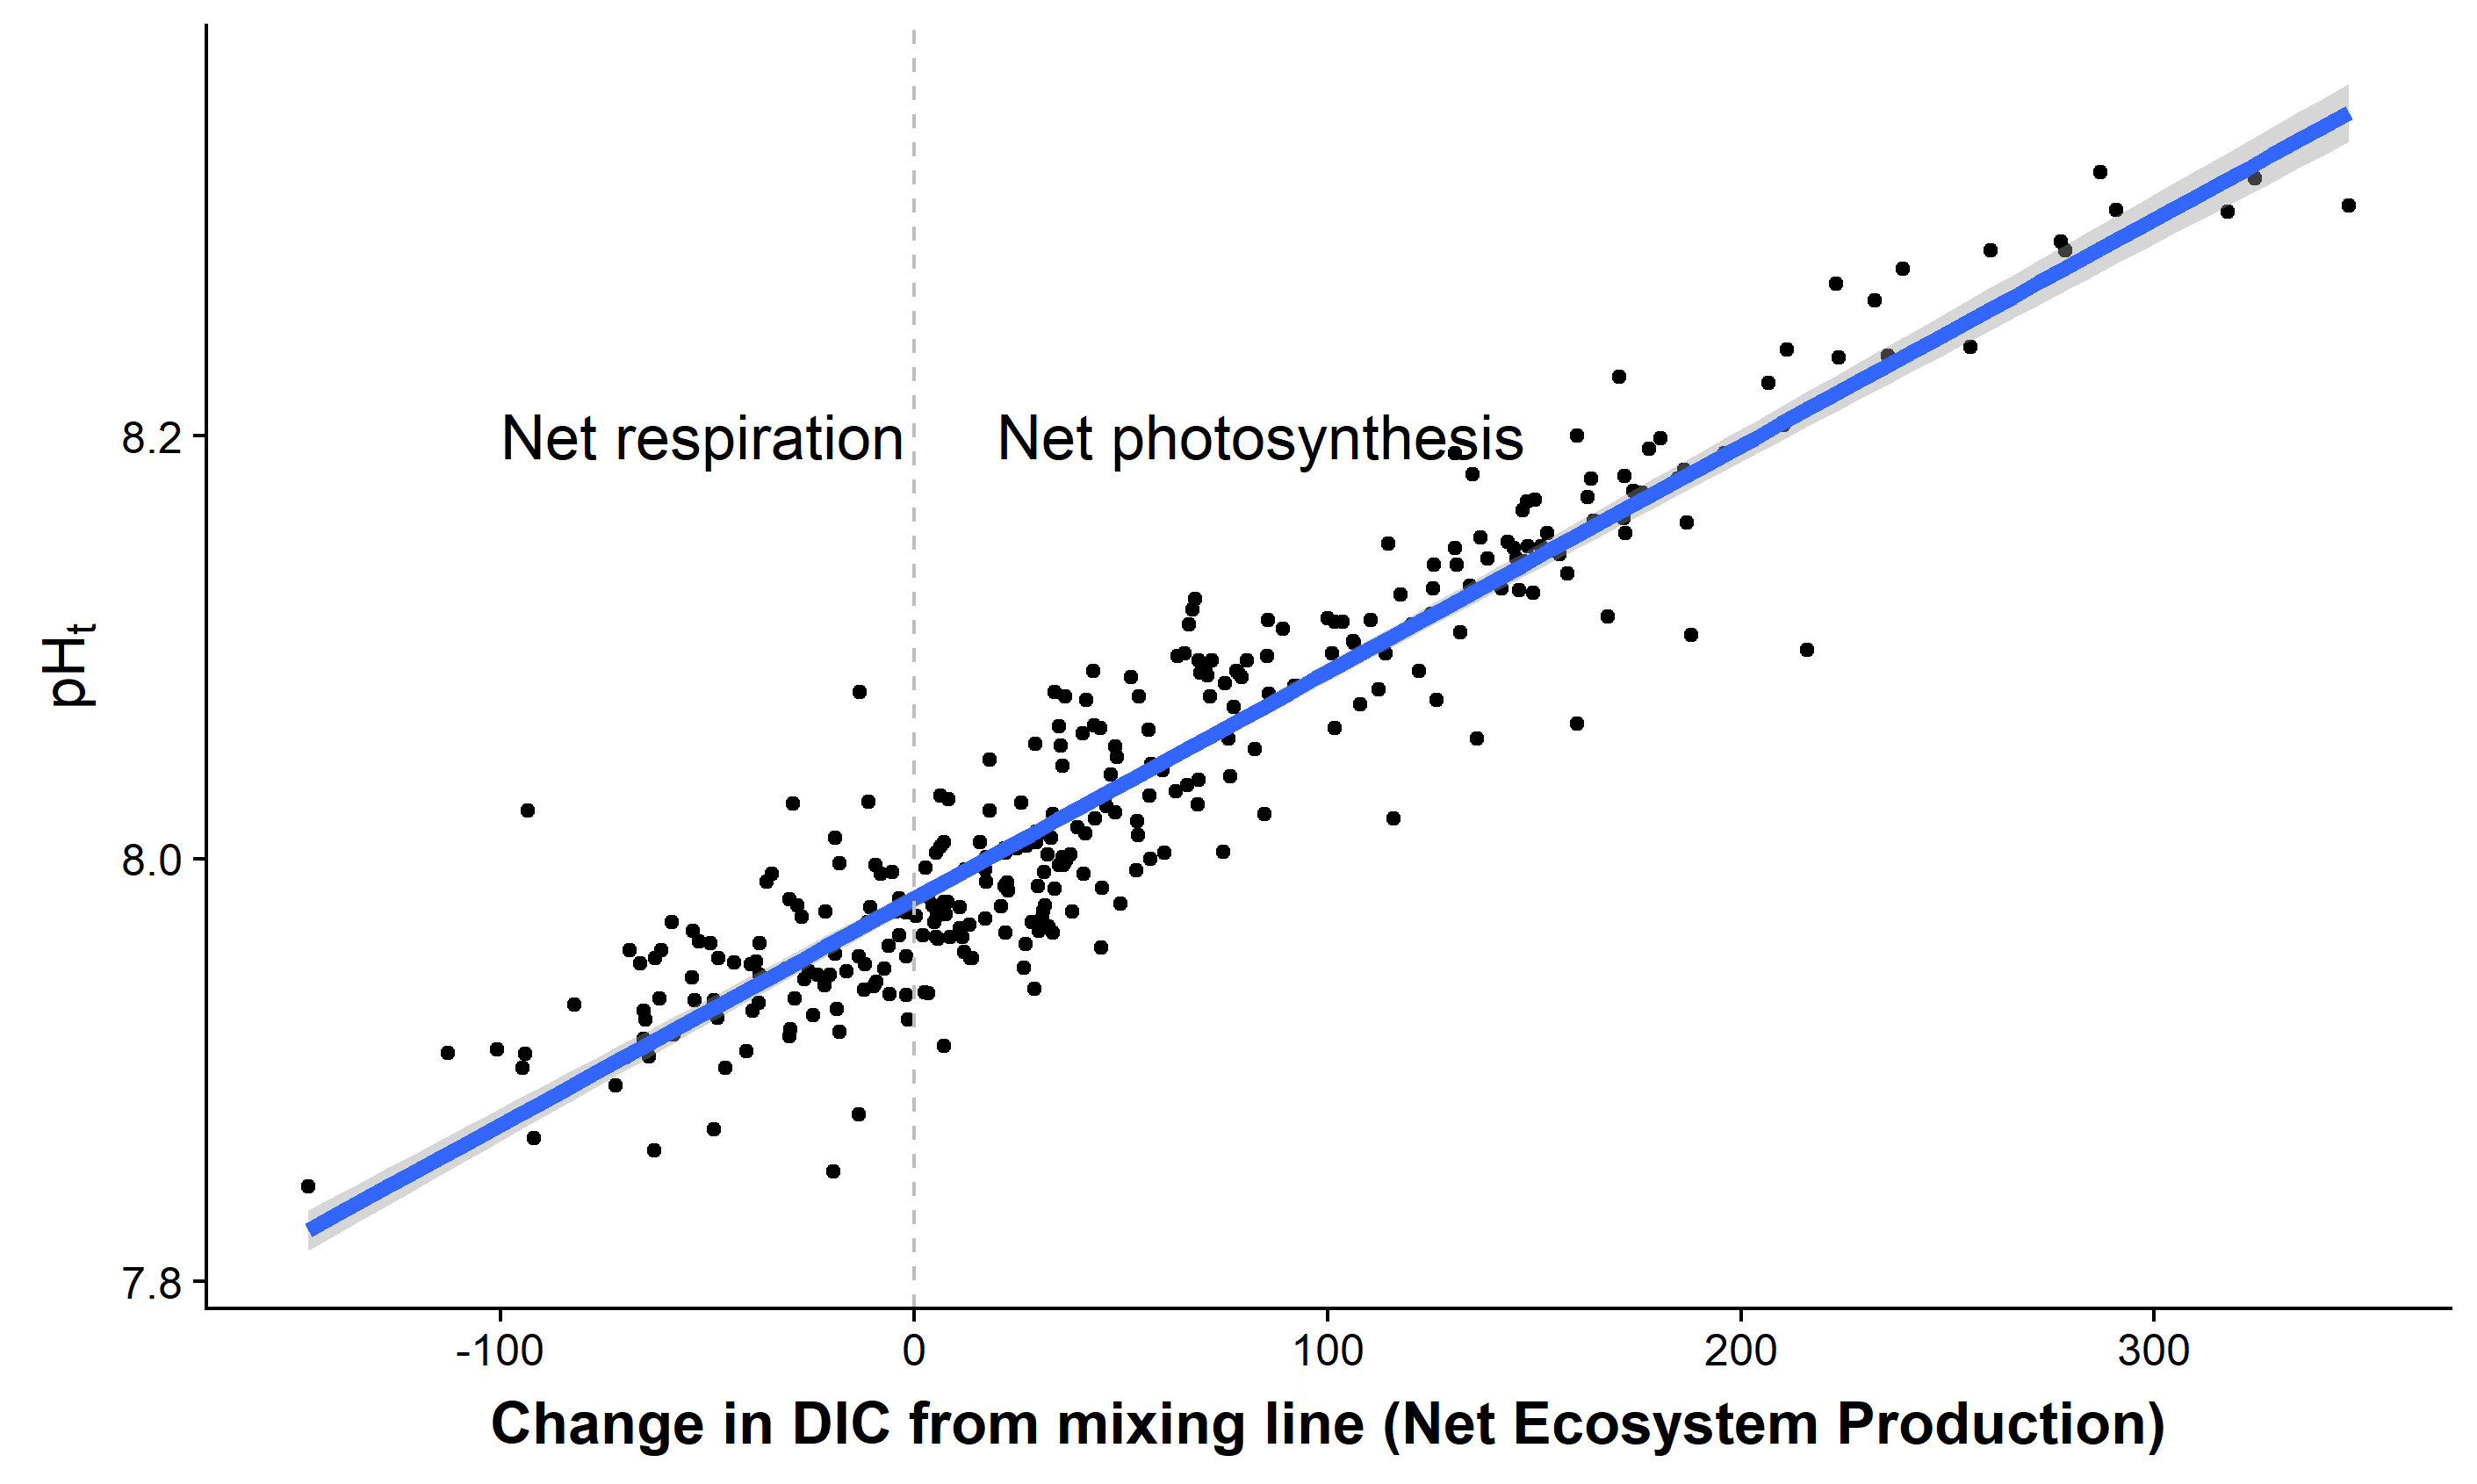 Net respiration
Net photosynthesis
8.2
8.0
7.8
pHt
-100
0
100
200
300
Change in DIC from mixing line (Net Ecosystem Production)